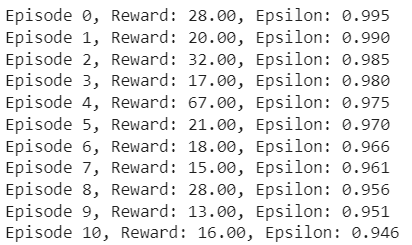 Episode 0, Reward: 28.00, Epsilon: 0.995
Episode 1, Reward: 20.00, Epsilon: 0.990
Episode 2, Reward: 32.00, Epsilon: 0.985
Episode 3, Reward: 17.00, Epsilon: 0.980
Episode 4, Reward: 67.00, Epsilon: 0.975
Episode 5, Reward: 21.00, Epsilon: 0.970
Episode 6, Reward: 18.00, Epsilon: 0.966
Episode 7, Reward: 15.00, Epsilon: 0.961
Episode 8, Reward: 28.00, Epsilon: 0.956
Episode 9, Reward: 13.00, Epsilon: 0.951
Episode 10, Reward: 16.00, Epsilon: 0.946